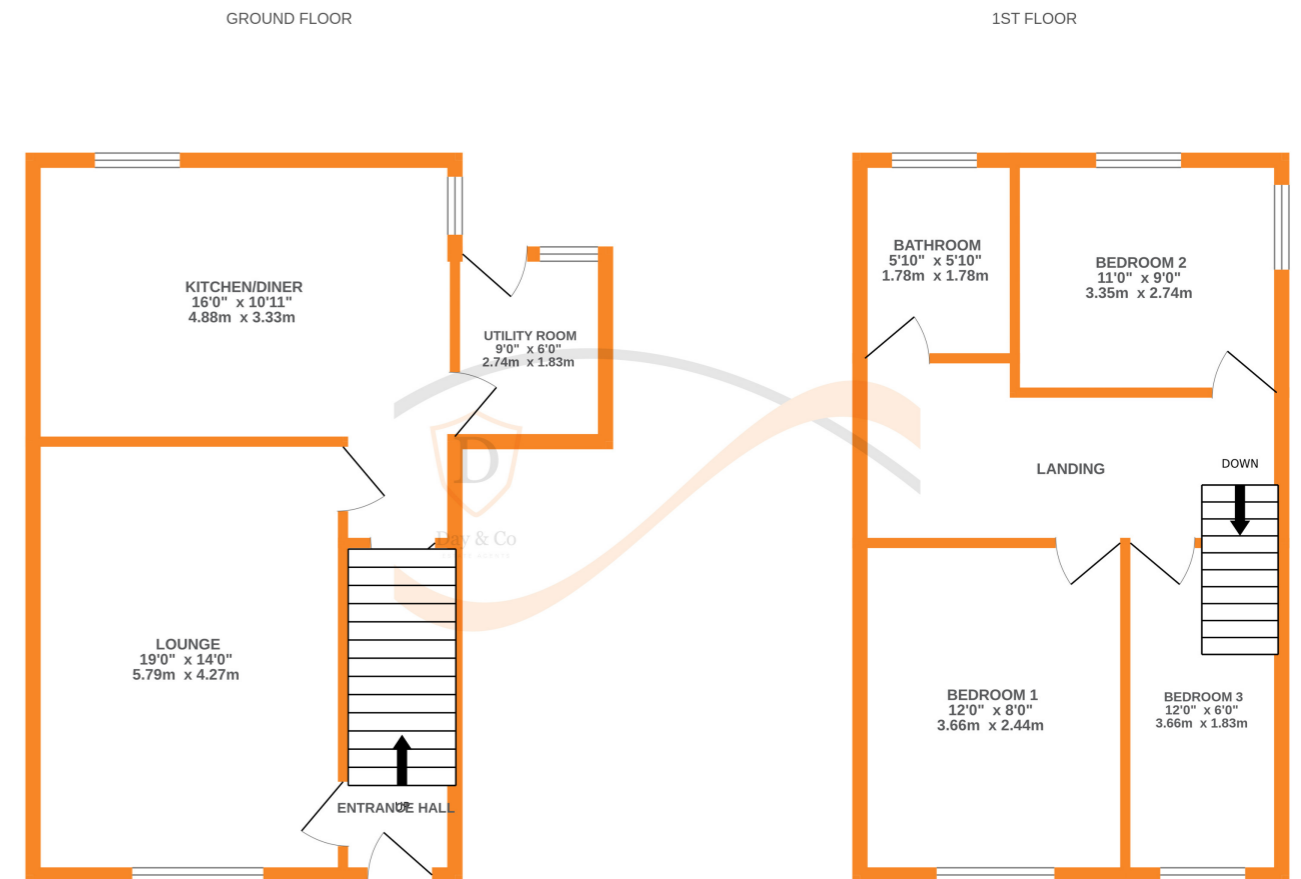 GROUND FLOOR
1ST FLOOR
KITCHEN/DINER
16'0" x 10'11"
4.88m x 3.33m
UTILITY ROOM
9'0" x 6'0"
2.74m x 1.83m
LOUNGE
19'0" x 14'0"
5.79m x 4.27m
UP
ENTRANCE HALL
D
Day & Co
BATHROOM
5'10" x 5'10"
1.78m x 1.78m
BEDROOM 2
11'0" x 9'0"
3.35m x 2.74m
LANDING
DOWN
BEDROOM 1
12'0" x 8'0"
3.66m x 2.44m
BEDROOM 3
12'0" x 6'0"
3.66m x 1.83m